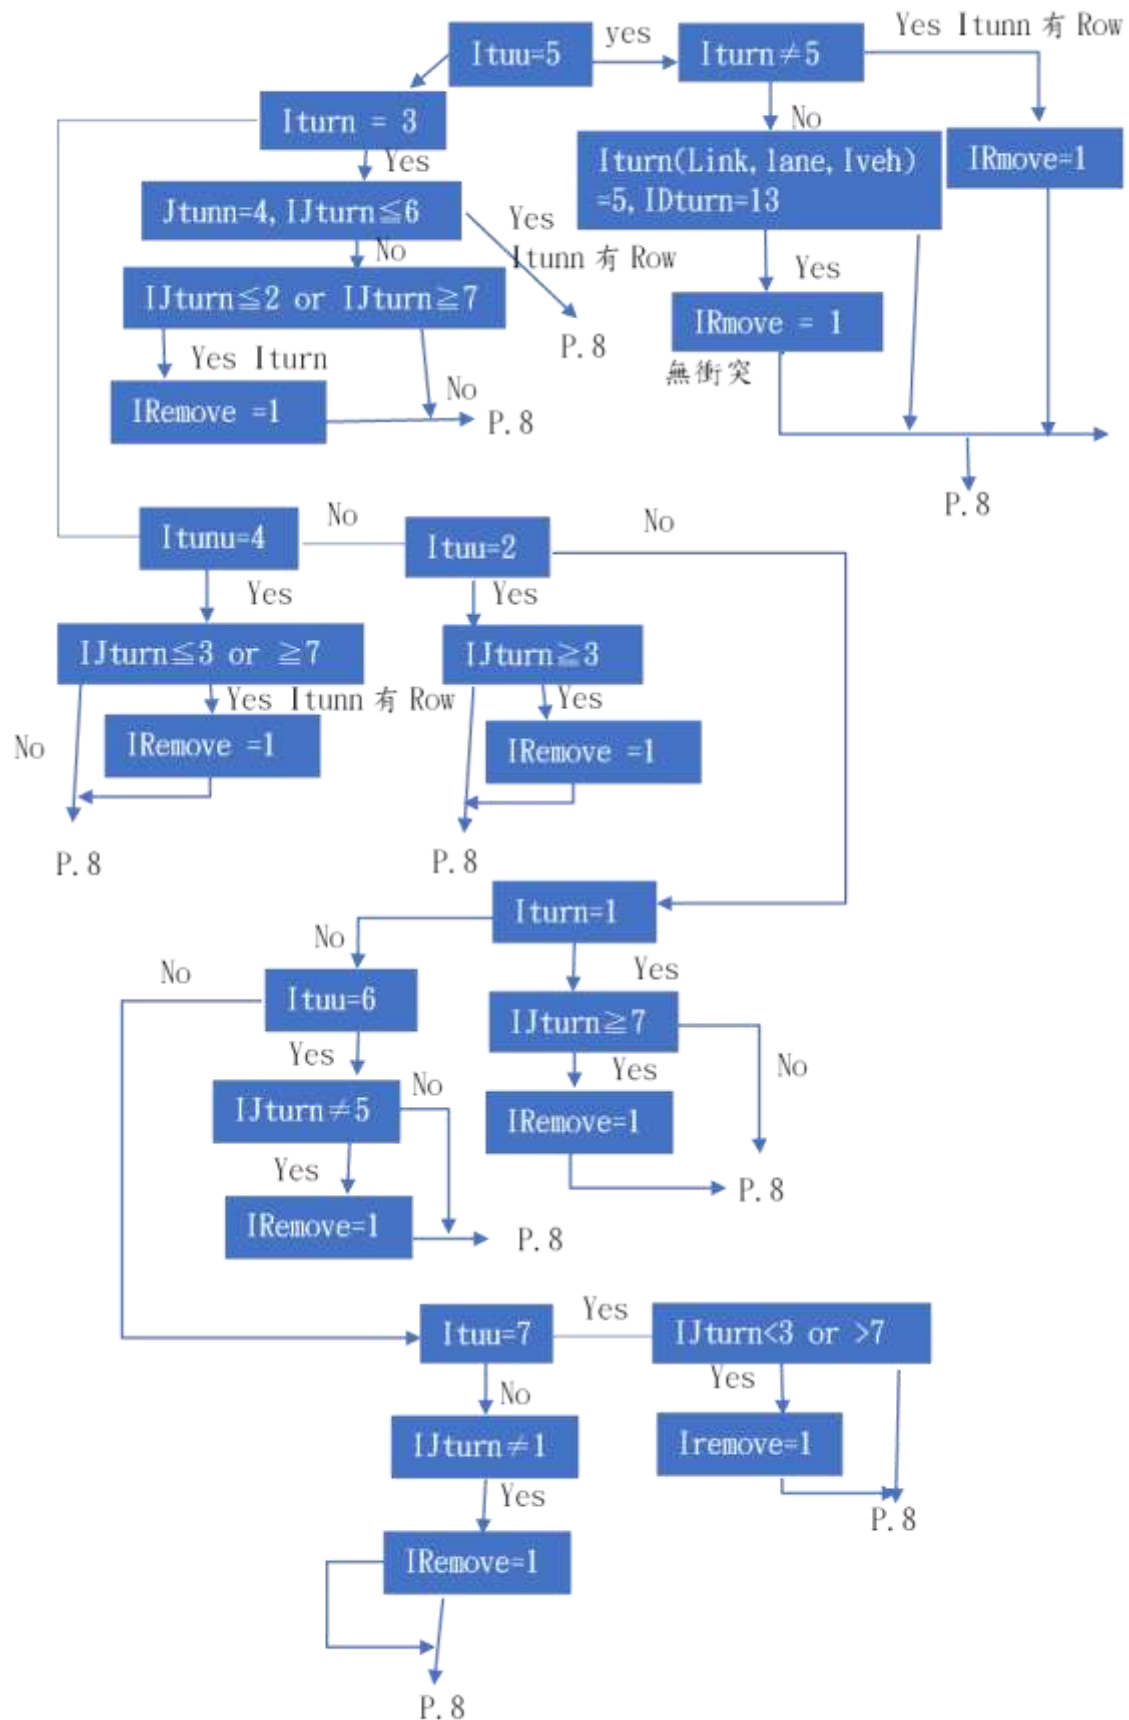 Ituu=5
yes
Iturn≠5
Yes Itunn 有 Row
Iturn = 3
No
Iturn(Link,lane,Iveh)
=5,IDturn=13
IRmove=1
Yes
Jtunn=4,IJturn≦6
Yes
Itunn 有 Row
No
Yes
IJturn≦2 or IJturn≧7
P.8
IRmove = 1
無衝突
Yes Iturn
No
IRemove =1
P.8
P.8
Itunu=4
No
Ituu=2
No
Yes
Yes
IJturn≦3 or ≧7
IJturn≧3
Yes Itunn 有 Row
Yes
No
IRemove =1
IRemove =1
P.8
P.8
Iturn=1
No
Yes
No
Ituu=6
IJturn≧7
Yes
Yes
No
No
IJturn≠5
IRemove=1
Yes
P.8
IRemove=1
P.8
Ituu=7
Yes
IJturn<3 or >7
No
Yes
IJturn≠1
Iremove=1
Yes
P.8
IRemove=1
P.8